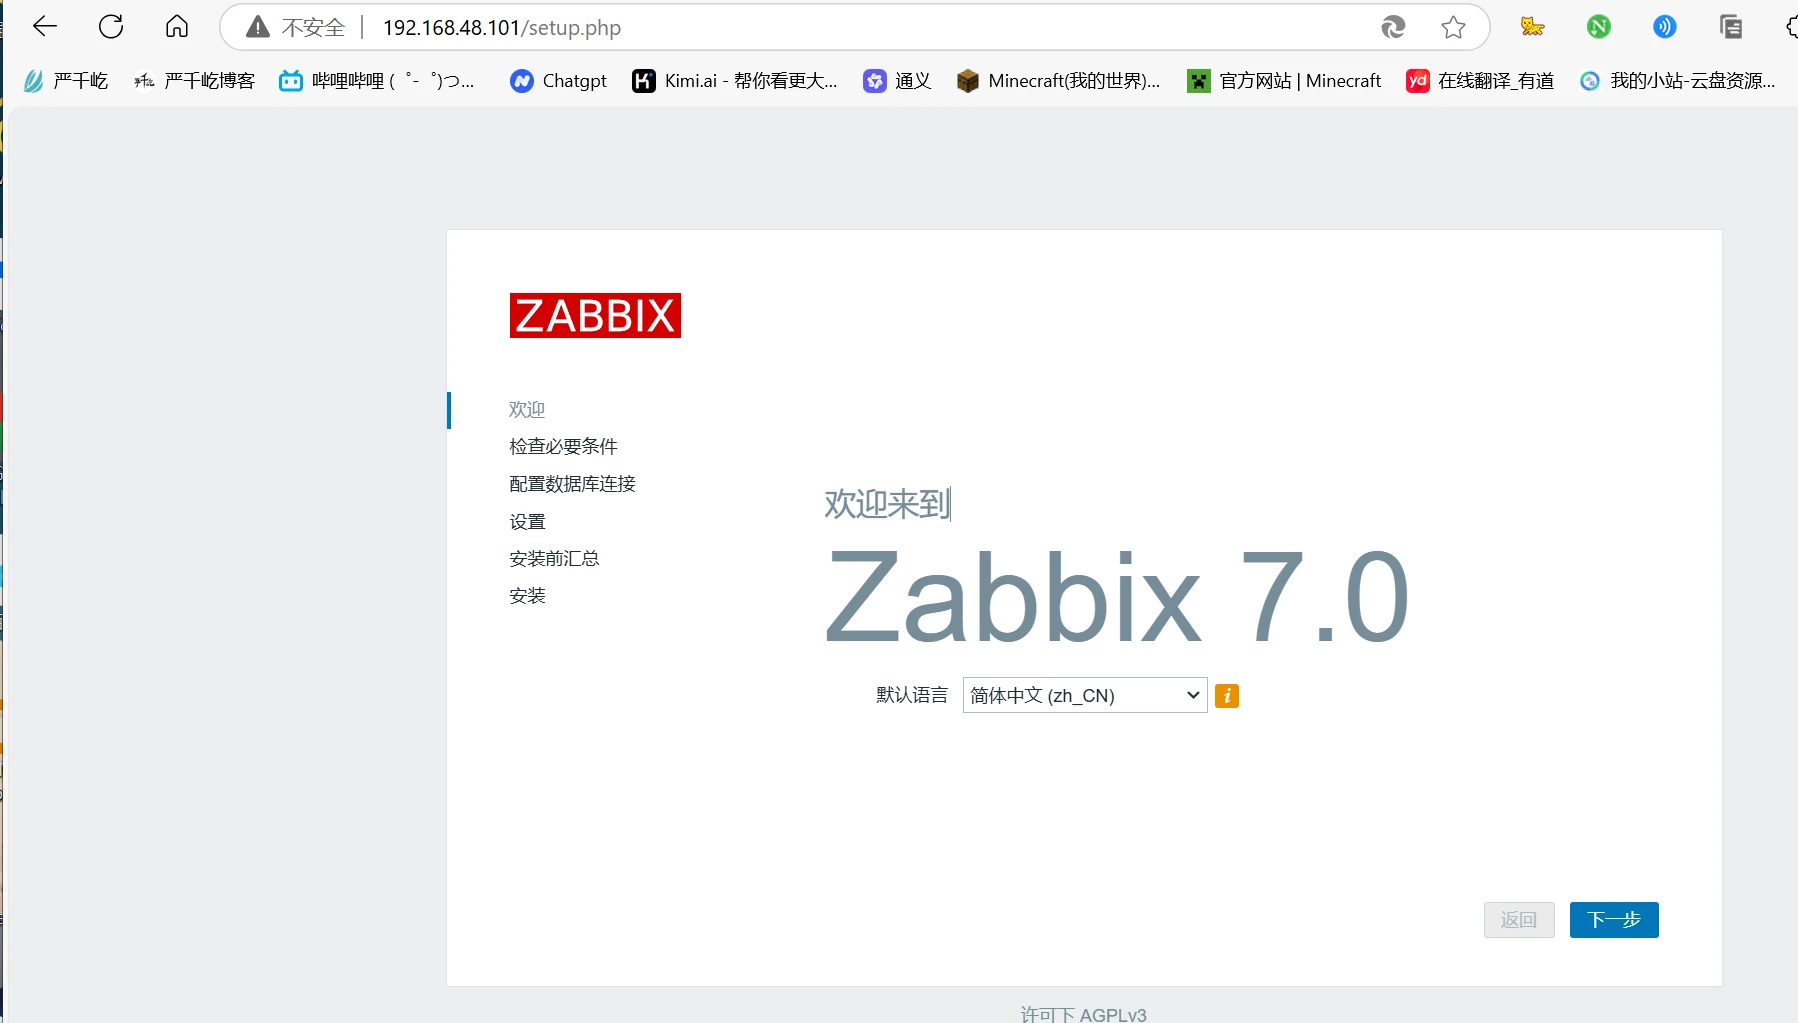 不安全 192.168.48.101/setup.php
严千屹 严千屹博客 哔哩哔哩 ( ゜- ゜)つ... Chatgpt Kimi.ai - 帮你看更大... 通义 Minecraft(我的世界)... 官方网站 | Minecraft yd 在线翻译_有道 我的小站-云盘资源...
ZABBIX
欢迎
检查必要条件
配置数据库连接
设置
安装前汇总
安装
欢迎来到
Zabbix 7.0
默认语言 简体中文 (zh_CN) i
返回 下一步
许可下 AGPLv3